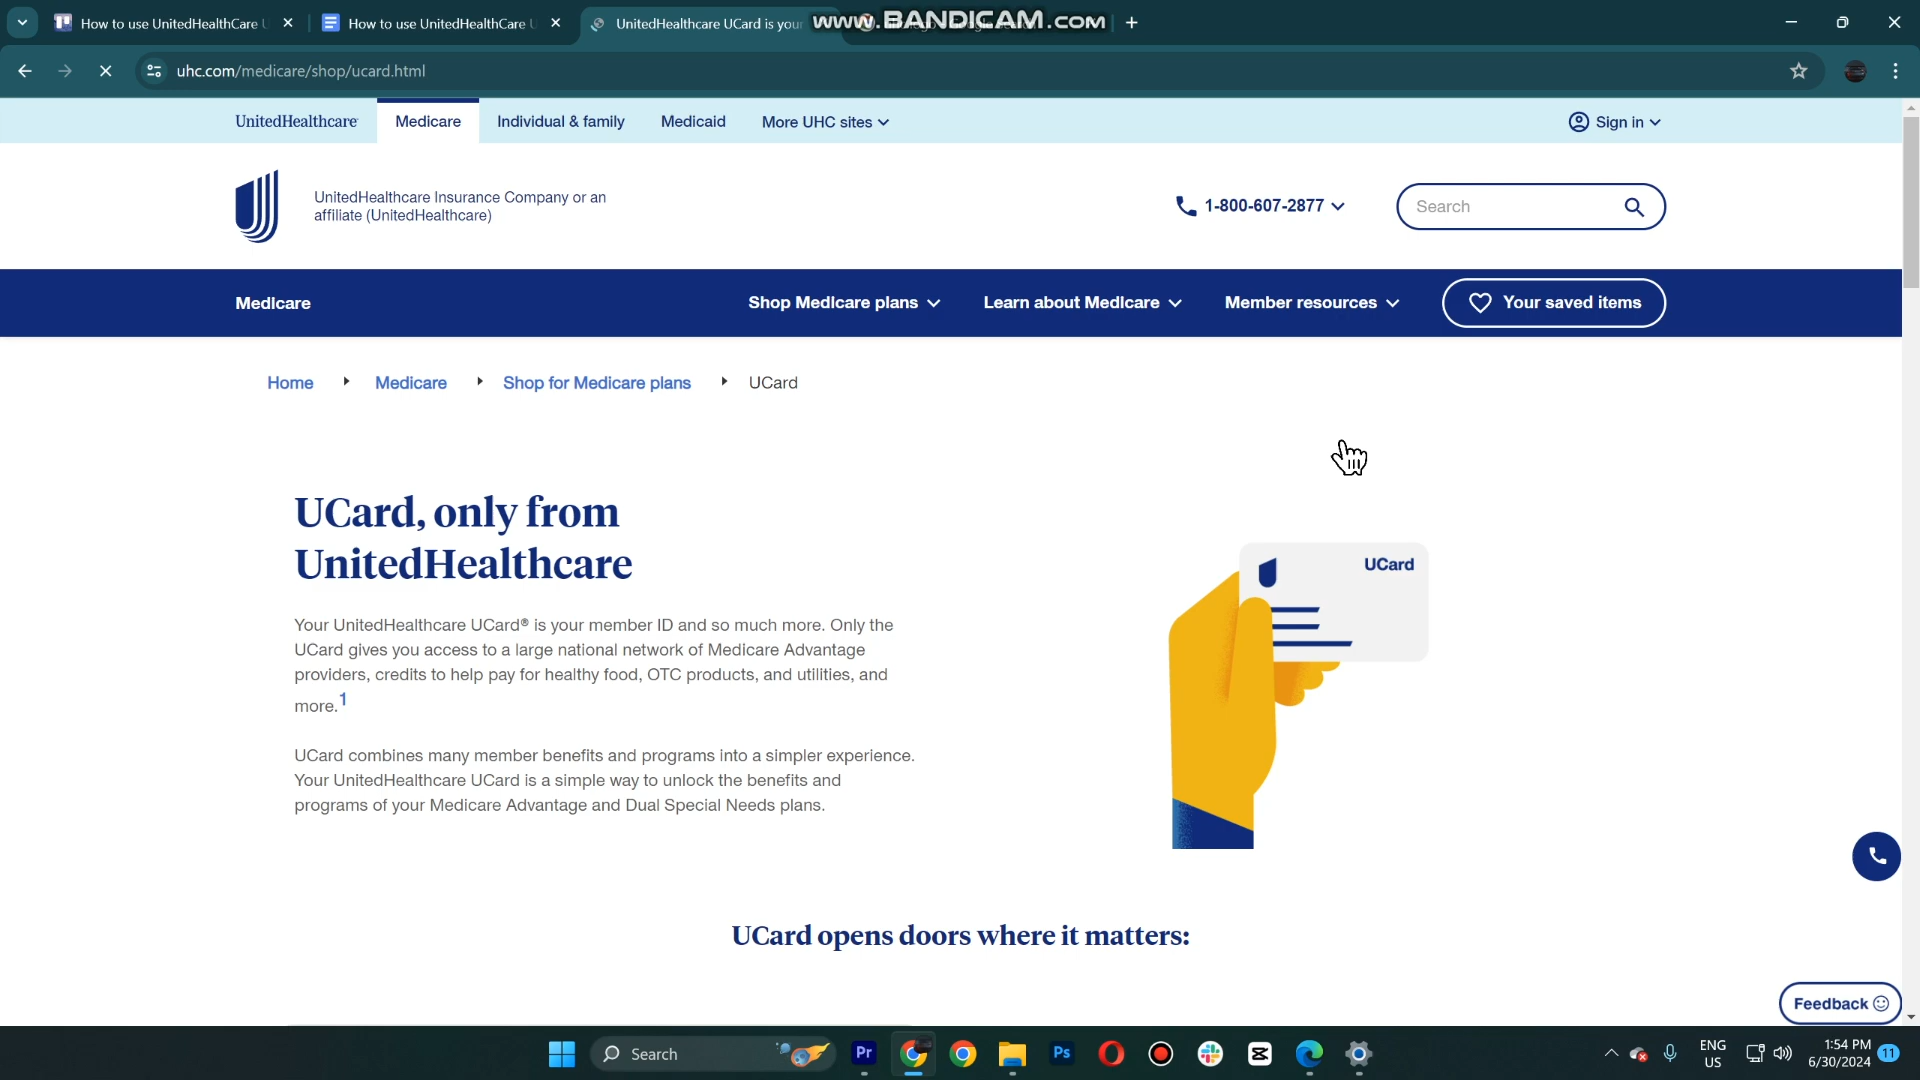 How to use UnitedHealthCare U
How to use UnitedHealthCare U
UnitedHealthcare UCard is your
www.BANDICAM.com
uhc.com/medicare/shop/ucard.html
UnitedHealthcare
Medicare
Individual & family
Medicaid
More UHC sites
Sign in
UnitedHealthcare Insurance Company or an
affiliate (UnitedHealthcare)
1-800-607-2877
Search
Medicare
Shop Medicare plans
Learn about Medicare
Member resources
Your saved items
Home
Medicare
Shop for Medicare plans
UCard
UCard, only from
UnitedHealthcare
UCard
Your UnitedHealthcare UCard® is your member ID and so much more. Only the
UCard gives you access to a large national network of Medicare Advantage
providers, credits to help pay for healthy food, OTC products, and utilities, and
more.1
UCard combines many member benefits and programs into a simpler experience.
Your UnitedHealthcare UCard is a simple way to unlock the benefits and
programs of your Medicare Advantage and Dual Special Needs plans.
UCard opens doors where it matters:
Feedback
Search
Pr
Ps
ENG
US
1:54 PM
6/30/2024
11